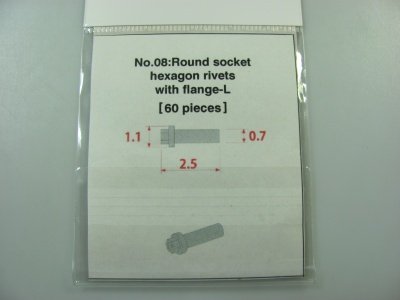 No.08:Round socket
hexagon rivets
with flange-L
[60 pieces]
1.1
0.7
2.5